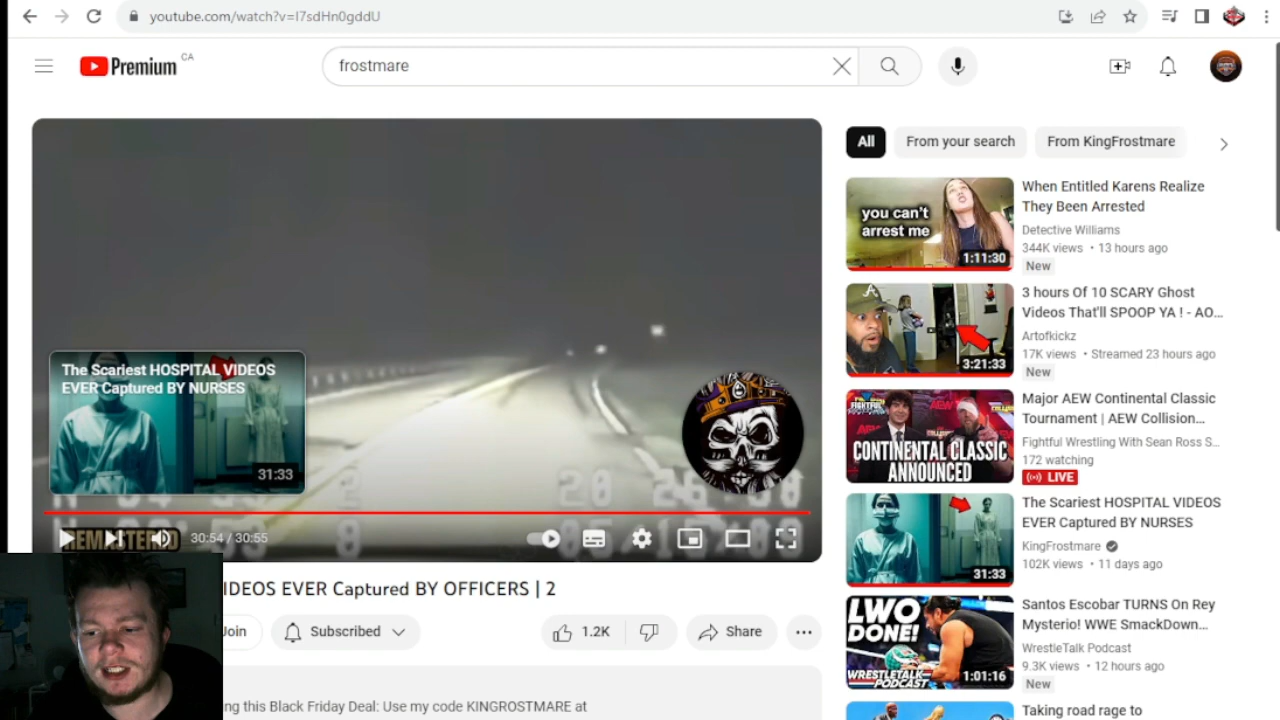 youtube.com/watch?v=I7sdHn0gddU
Premium CA
frostmare
All
From your search
From KingFrostmare
The Scariest HOSPITAL VIDEOS
EVER Captured BY NURSES
31:33
REMASTERED
30:54 / 30:55
IDEOS EVER Captured BY OFFICERS | 2
Join
Subscribed
1.2K
Share
ng this Black Friday Deal: Use my code KINGROSTMARE at
you can't
arrest me
1:11:30
When Entitled Karens Realize
They Been Arrested
Detective Williams
344K views • 13 hours ago
New
3:21:33
3 hours Of 10 SCARY Ghost
Videos That'll SPOOP YA ! - AO...
Artofkickz
17K views • Streamed 23 hours ago
New
CONTINENTAL CLASSIC
ANNOUNCED
Major AEW Continental Classic
Tournament | AEW Collision...
Fightful Wrestling With Sean Ross S...
172 watching
LIVE
31:33
The Scariest HOSPITAL VIDEOS
EVER Captured BY NURSES
KingFrostmare
102K views • 11 days ago
LWO
DONE!
WRESTLETALK
PODCAST
1:01:16
Santos Escobar TURNS On Rey
Mysterio! WWE SmackDown...
WrestleTalk Podcast
9.3K views • 12 hours ago
New
Taking road rage to